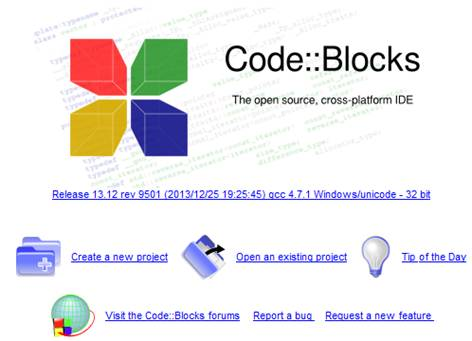 Code::Blocks
The open source, cross-platform IDE
Release 13.12 rev 9501 (2013/12/25 19:25:45) gcc 4.7.1 Windows/unicode - 32 bit
Create a new project
Open an existing project
Tip of the Day
Visit the Code::Blocks forums
Report a bug
Request a new feature